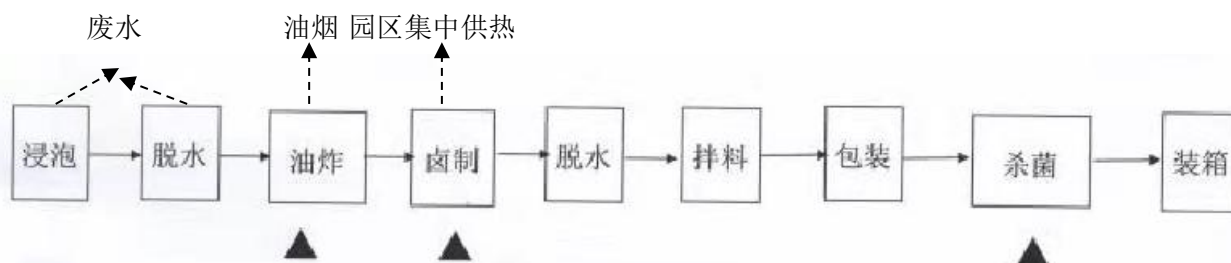 废水 油烟 园区集中供热
浸泡 脱水 油炸 卤制 脱水 拌料 包装 杀菌 装箱